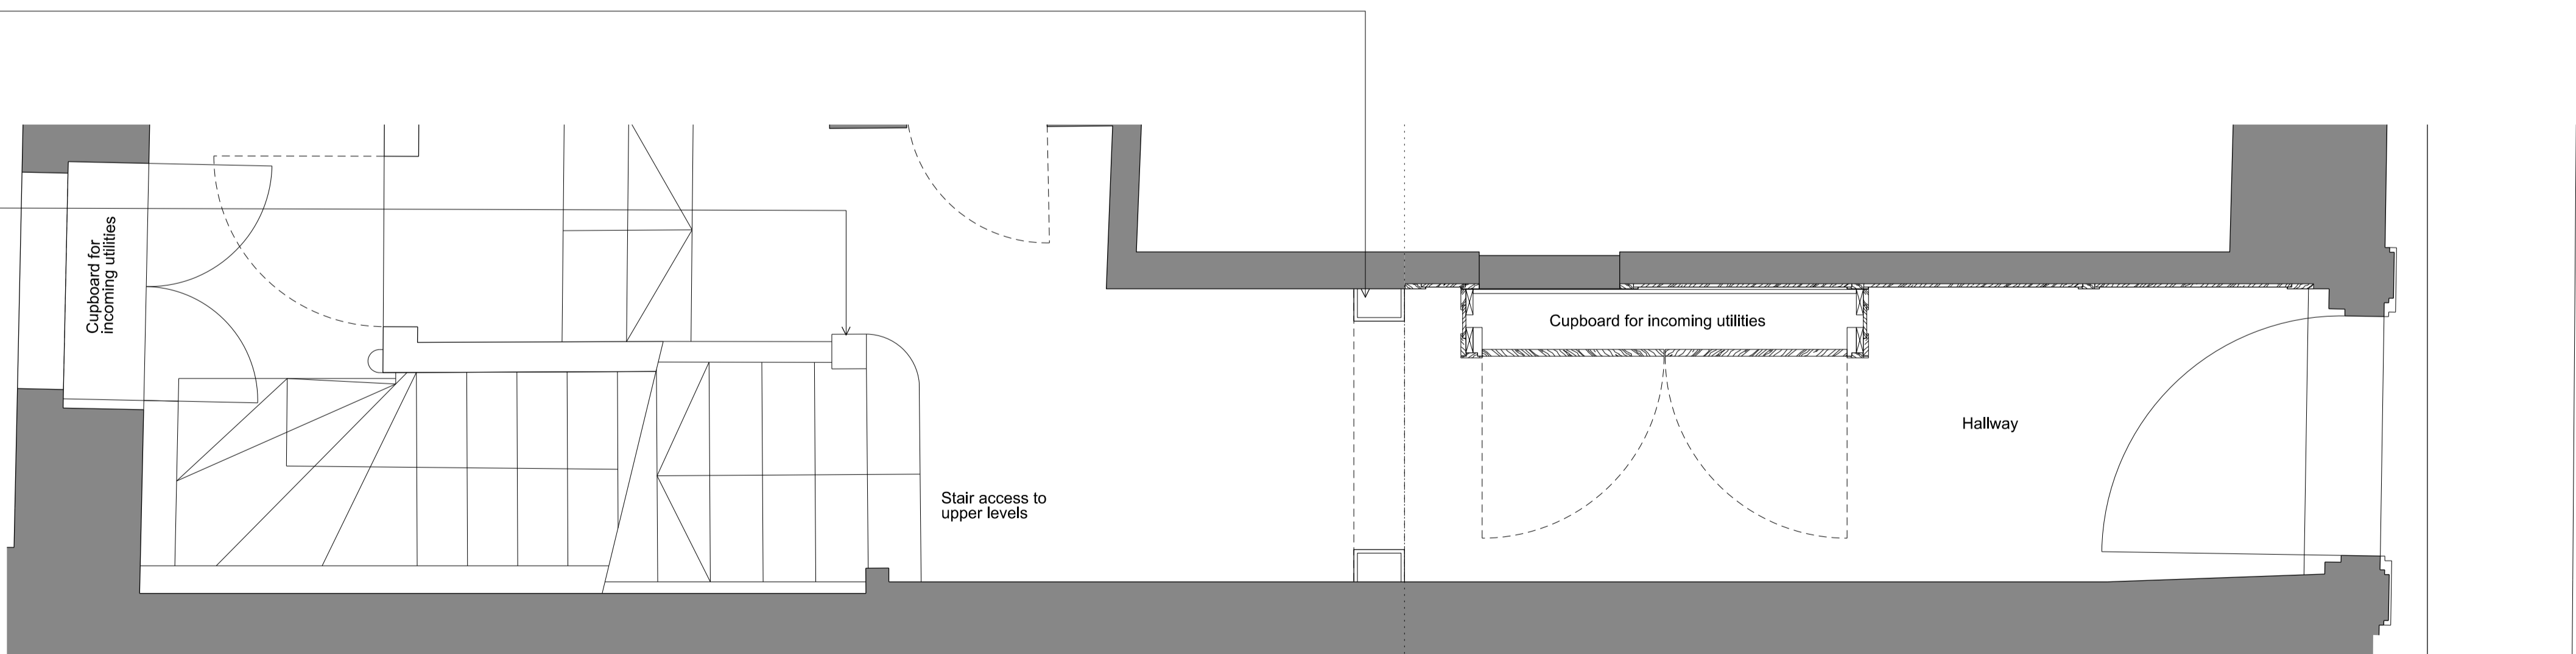 Cupboard for
incoming utilities
Cupboard for incoming utilities
Hallway
Stair access to
upper levels